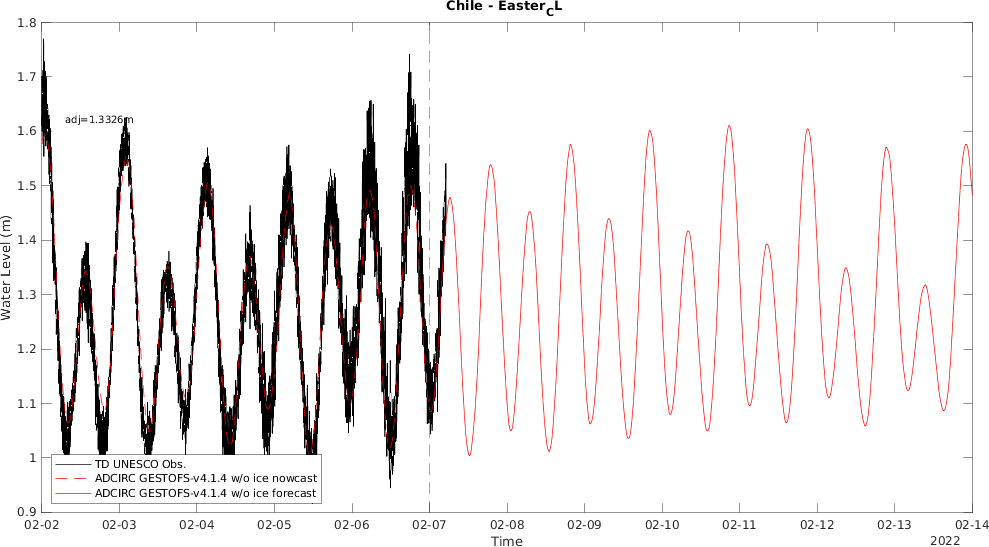 Chile - Easter_CL
1.8
1.7
adj=1.3326m
1.6
1.5
1.4
Water Level (m)
1.3
1.2
1.1
1
TD UNESCO Obs.
ADCIRC GESTOFS-v4.1.4 w/o ice nowcast
ADCIRC GESTOFS-v4.1.4 w/o ice forecast
0.9
02-02 02-03 02-04 02-05 02-06 02-07 02-08 02-09 02-10 02-11 02-12 02-13 02-14
Time
2022